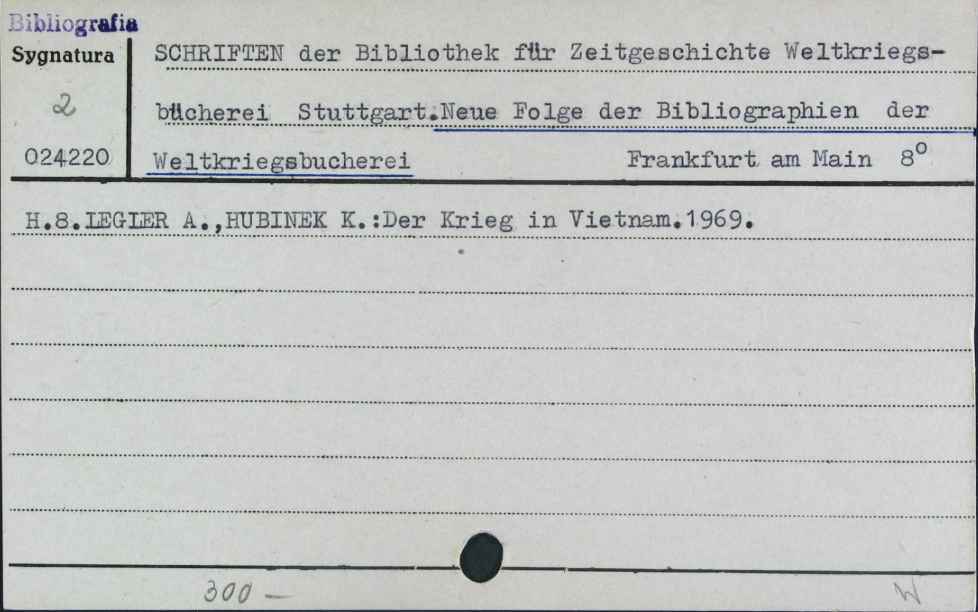 Bibliografia
Sygnatura
2
024220
SCHRIFTEN der Bibliothek für Zeitgeschichte Weltkriegs-
bücherei Stuttgart.Neue Folge der Bibliographien der
Weltkriegsbucherei Frankfurt am Main 8°
H.8.LEGLER A.,HUBINEK K.:Der Krieg in Vietnam.1969.
300 —
W